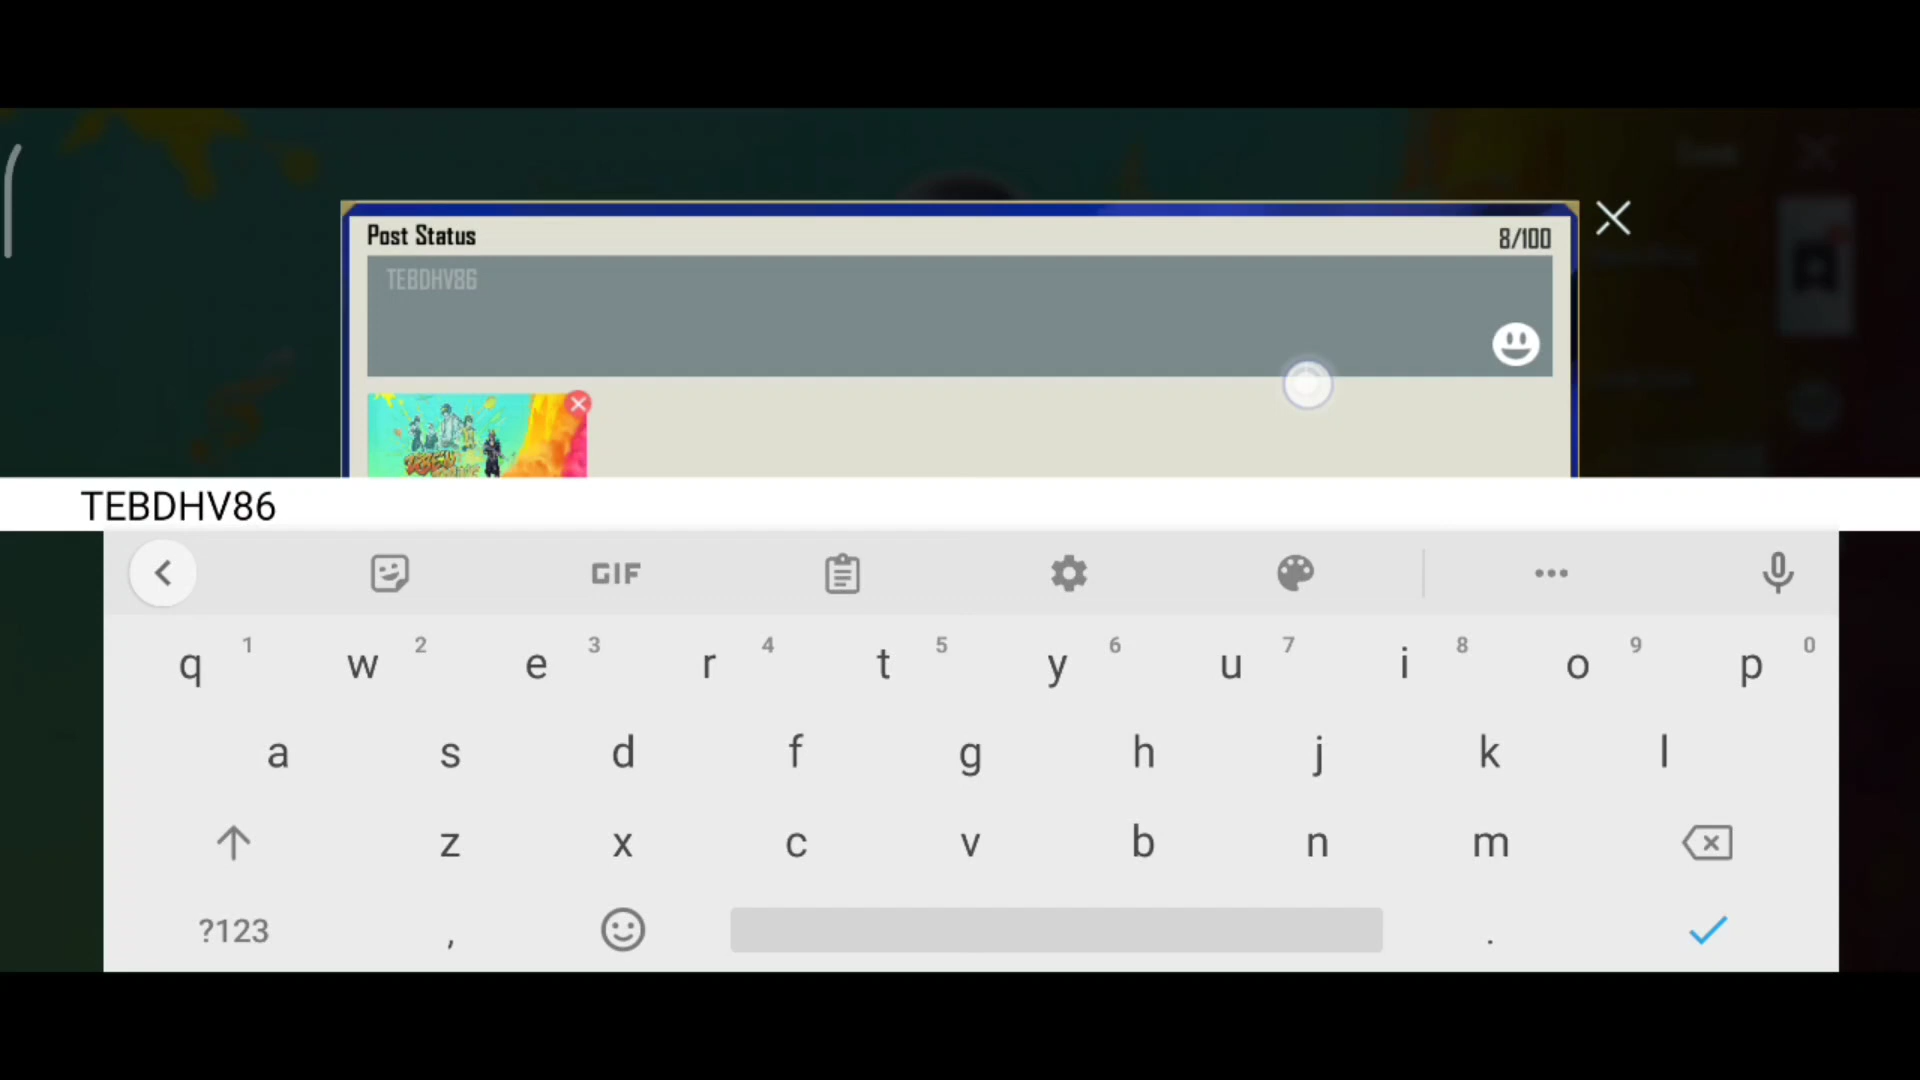 Post Status
8/100
TEBDHV86
TEBDHV86
GIF
q 1 w 2 e 3 r 4 t 5 y 6 u 7 i 8 o 9 p 0
a s d f g h j k l
z x c v b n m
?123 , .